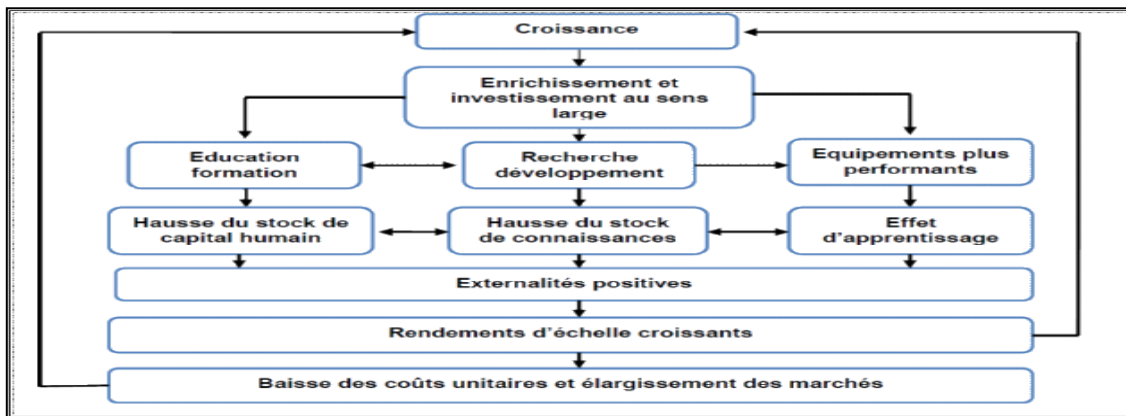 Croissance
Enrichissement et
investissement au sens
large
Education
formation
Recherche
développement
Equipements plus
performants
Hausse du stock de
capital humain
Hausse du stock
de connaissances
Effet
d'apprentissage
Externalités positives
Rendements d'échelle croissants
Baisse des coûts unitaires et élargissement des marchés